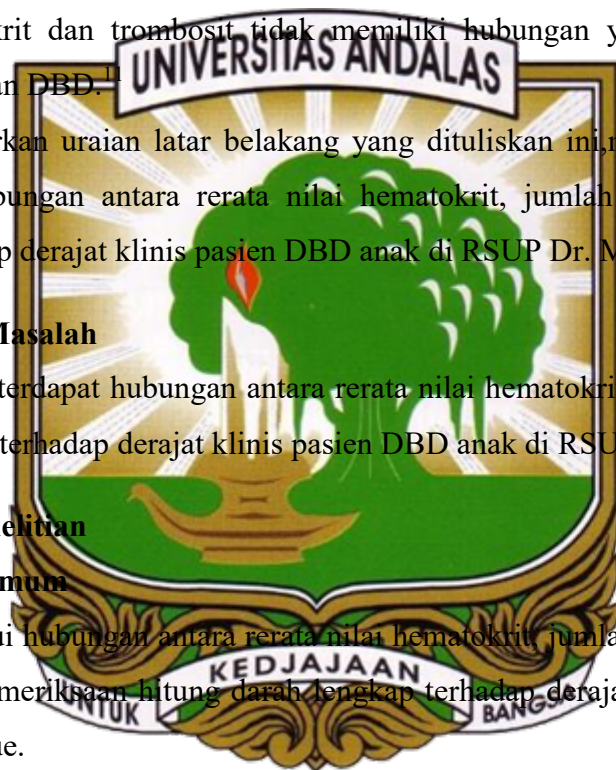 krit dan trombosit tidak memiliki hubungan y
an DBD.11
UNIVERSITAS ANDALAS
rkan uraian latar belakang yang dituliskan ini,
bungan antara rerata nilai hematokrit, jumlah
p derajat klinis pasien DBD anak di RSUP Dr. M
Masalah
terdapat hubungan antara rerata nilai hematokri
terhadap derajat klinis pasien DBD anak di RSU
elitian
mum
ui hubungan antara rerata nilai hematokrit, jumla
meriksaan hitung darah lengkap terhadap deraja
UNTUK KEDJAJAAN BANGSA
ue.